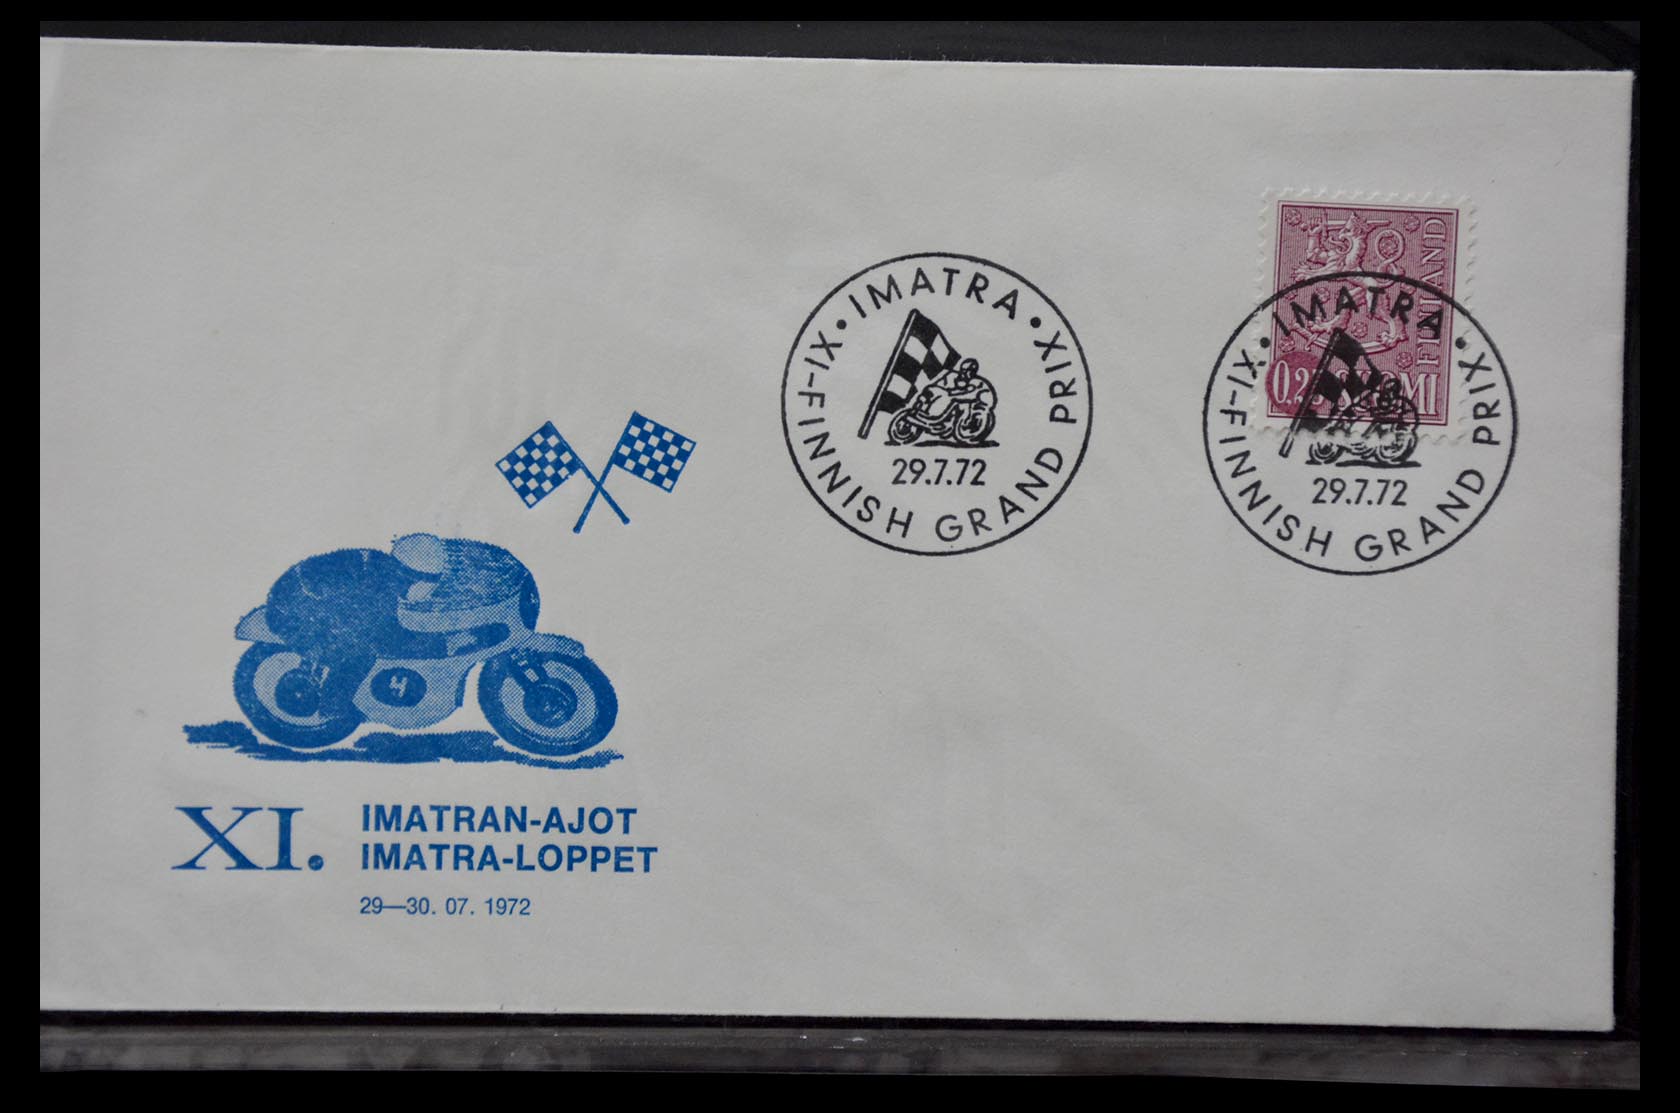 IMATRA
XI-FINNISH GRAND PRIX
29.7.72
FINLAND
SUOMI
IMATRA
XI-FINNISH GRAND PRIX
29.7.72
4
XI. IMATRAN-AJOT
IMATRA-LOPPET
29—30. 07. 1972